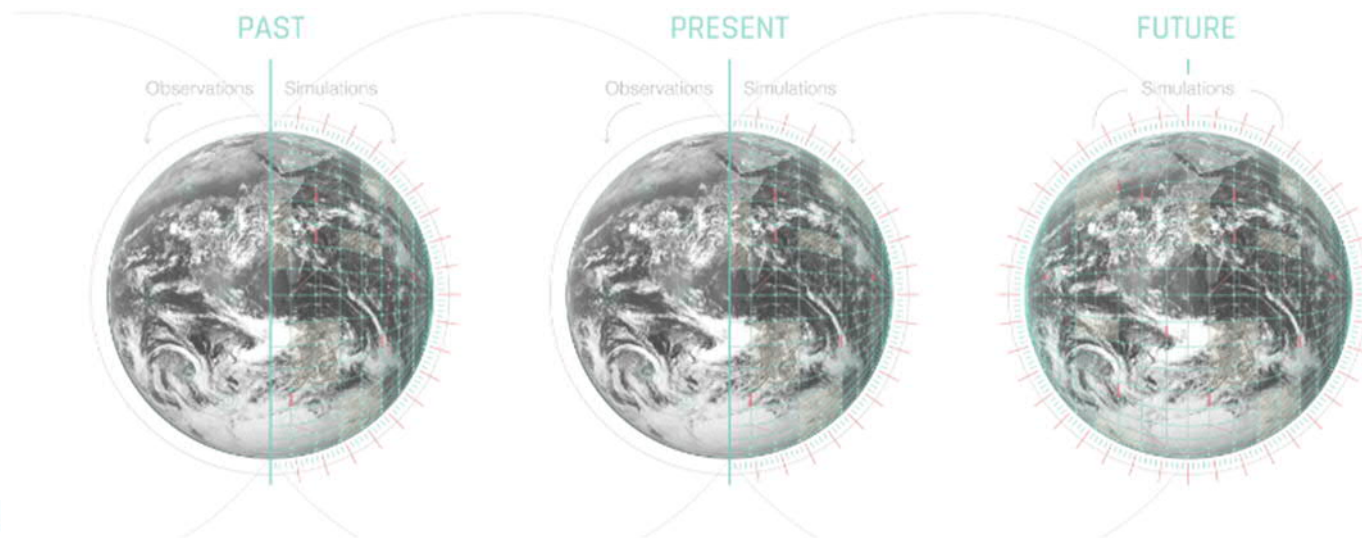 PAST
PRESENT
FUTURE
Observations
Simulations
Observations
Simulations
Simulations